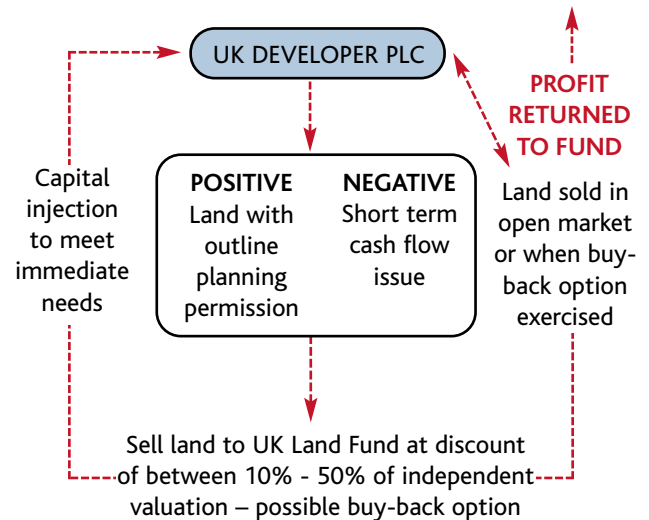 UK DEVELOPER PLC
PROFIT
RETURNED
TO FUND
Capital
injection
to meet
immediate
needs
POSITIVE
Land with
outline
planning
permission
NEGATIVE
Short term
cash flow
issue
Land sold in
open market
or when buy-
back option
exercised
Sell land to UK Land Fund at discount
of between 10% - 50% of independent
valuation – possible buy-back option